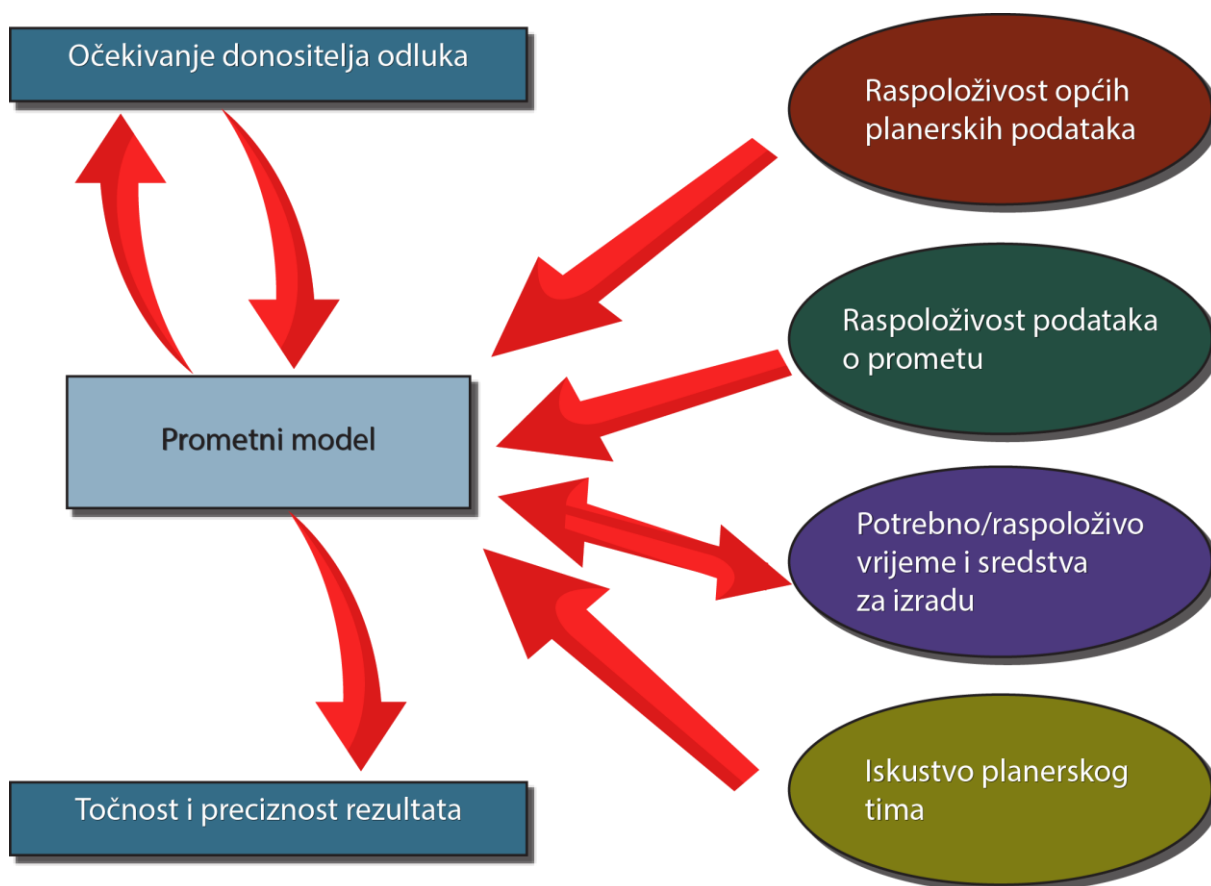 Očekivanje donositelja odluka
Prometni model
Točnost i preciznost rezultata
Raspoloživost općih
planerskih podataka
Raspoloživost podataka
o prometu
Potrebno/raspoloživo
vrijeme i sredstva
za izradu
Iskustvo planerskog
tima